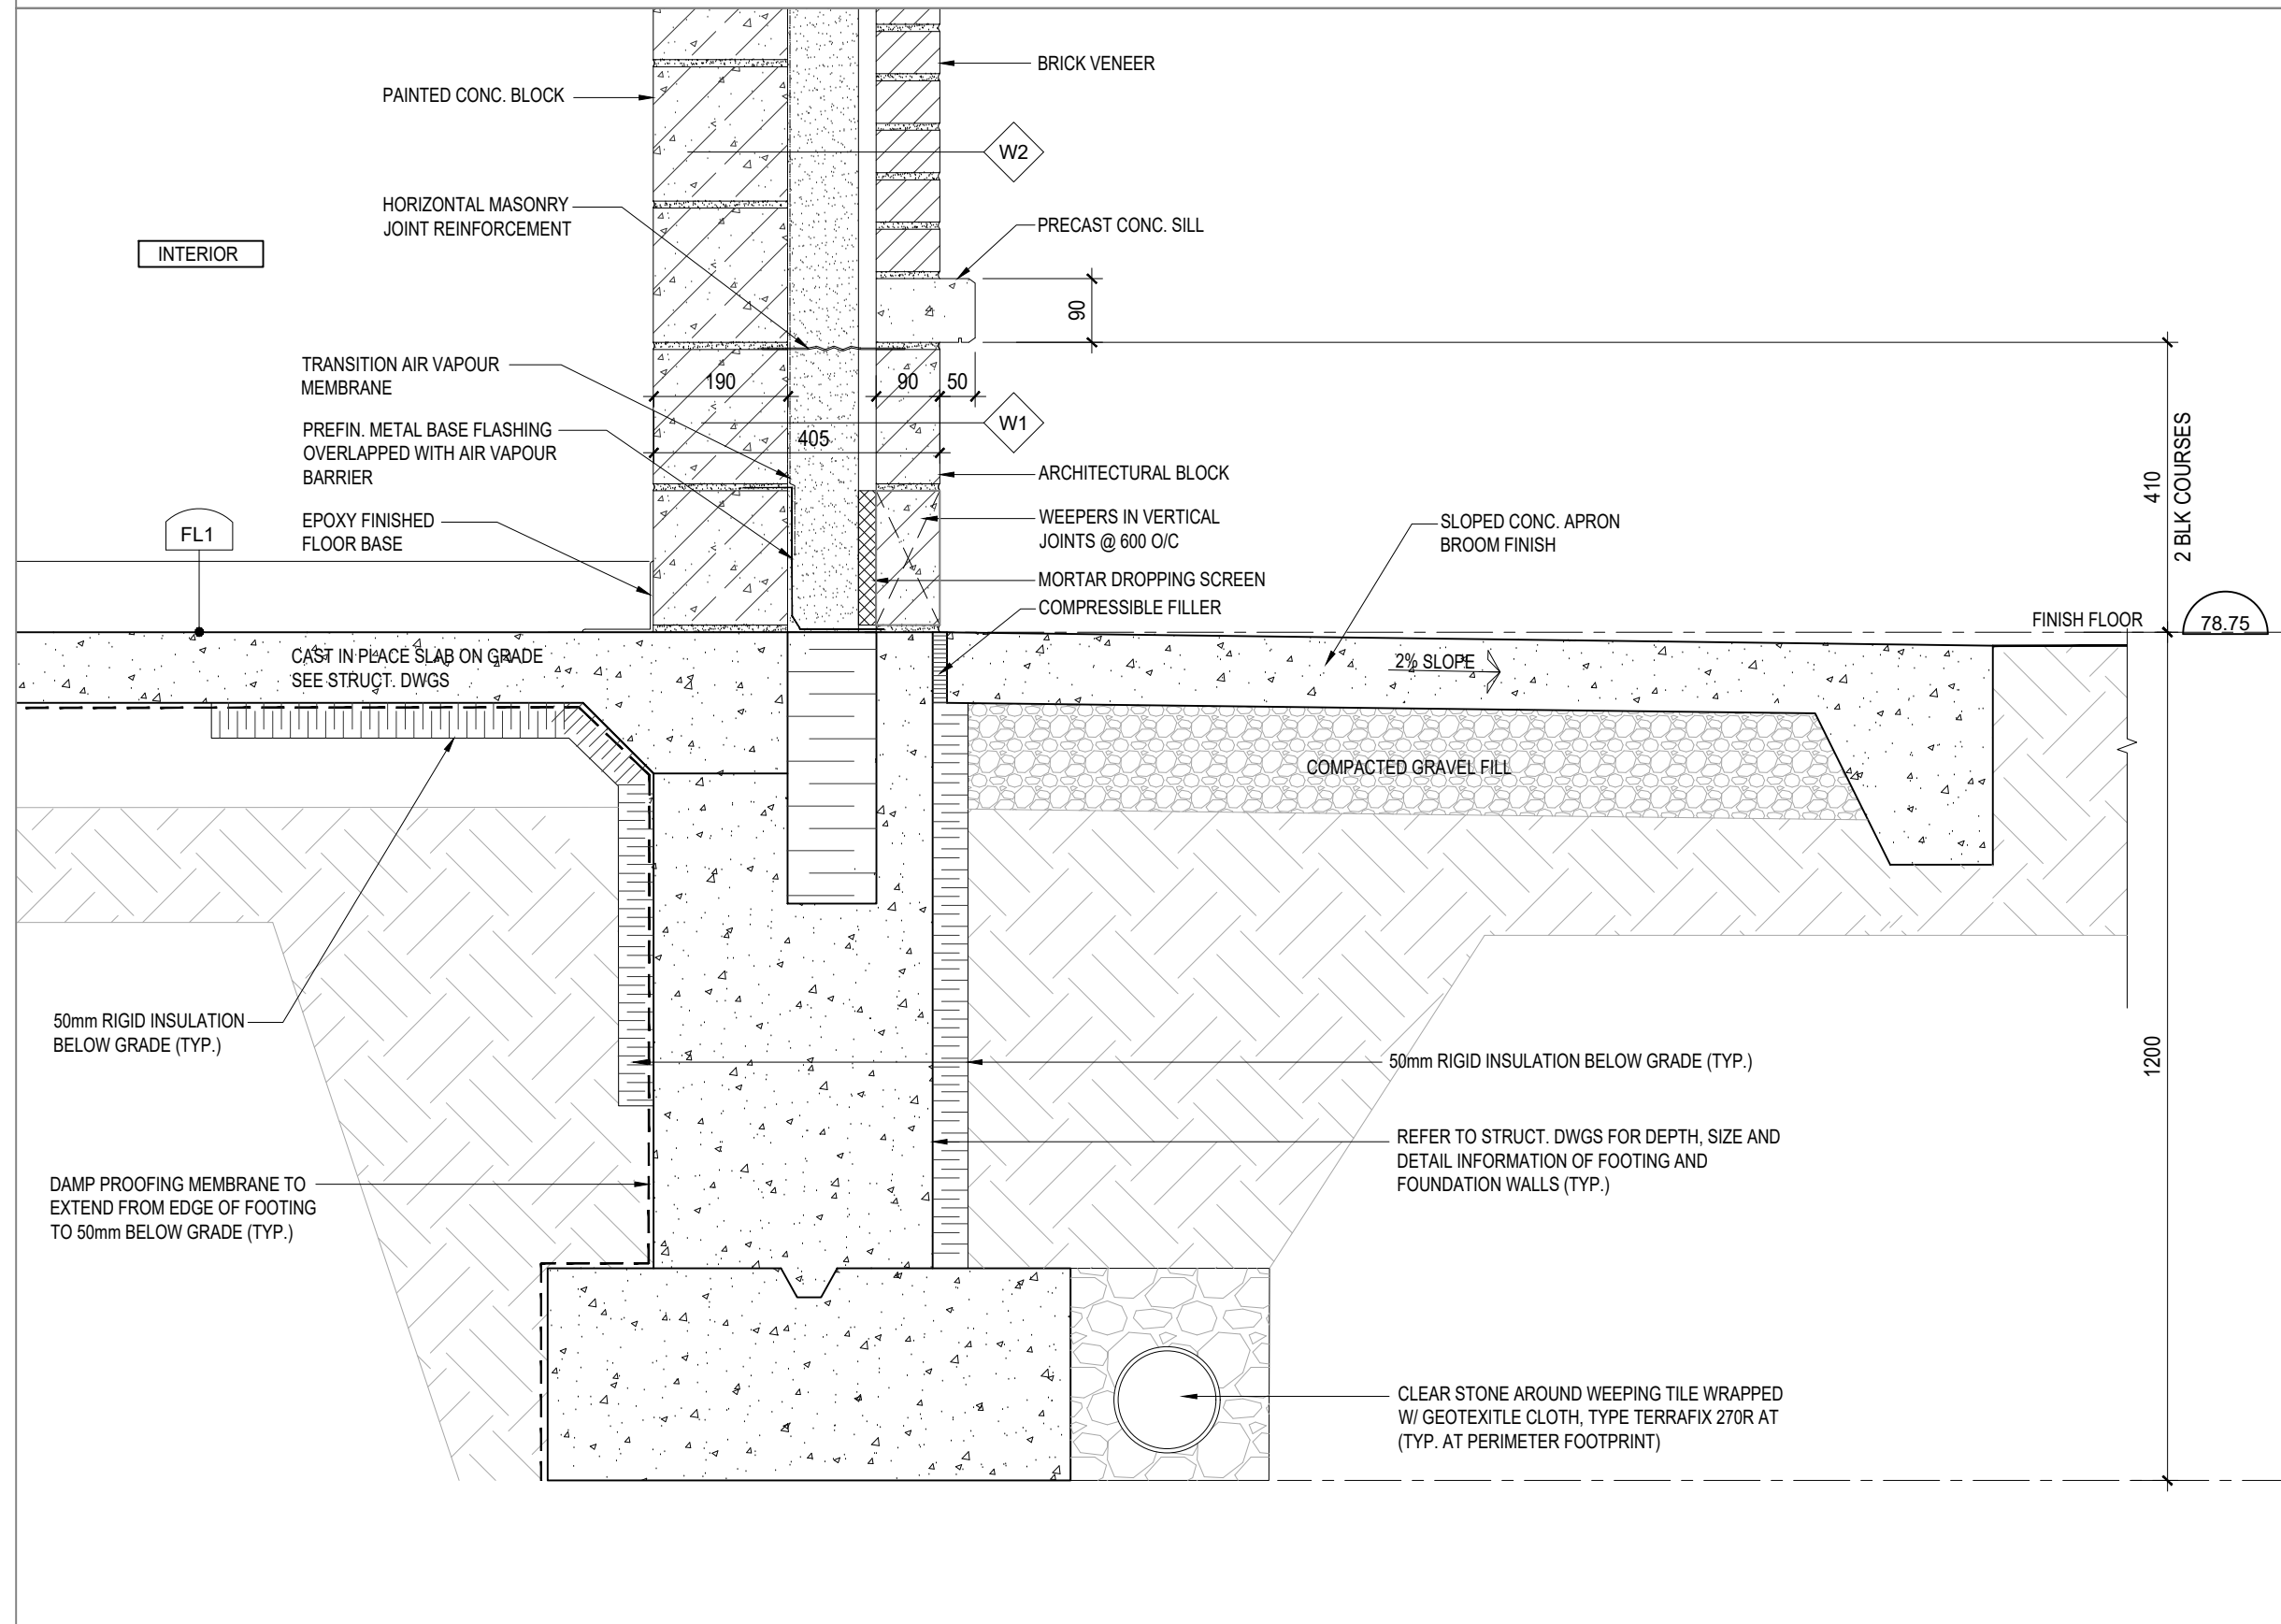 BRICK VENEER
PAINTED CONC. BLOCK
W2
HORIZONTAL MASONRY
JOINT REINFORCEMENT
PRECAST CONC. SILL
INTERIOR
90
TRANSITION AIR VAPOUR
MEMBRANE
190
90
50
PREFIN. METAL BASE FLASHING
OVERLAPPED WITH AIR VAPOUR
BARRIER
W1
405
ARCHITECTURAL BLOCK
410
2 BLK COURSES
EPOXY FINISHED
FLOOR BASE
FL1
WEEPERS IN VERTICAL
JOINTS @ 600 O/C
SLOPED CONC. APRON
BROOM FINISH
MORTAR DROPPING SCREEN
COMPRESSIBLE FILLER
FINISH FLOOR
78.75
CAST IN PLACE SLAB ON GRADE
SEE STRUCT. DWGS
2% SLOPE
COMPACTED GRAVEL FILL
50mm RIGID INSULATION
BELOW GRADE (TYP.)
50mm RIGID INSULATION BELOW GRADE (TYP.)
1200
REFER TO STRUCT. DWGS FOR DEPTH, SIZE AND
DETAIL INFORMATION OF FOOTING AND
FOUNDATION WALLS (TYP.)
DAMP PROOFING MEMBRANE TO
EXTEND FROM EDGE OF FOOTING
TO 50mm BELOW GRADE (TYP.)
CLEAR STONE AROUND WEEPING TILE WRAPPED
W/ GEOTEXITLE CLOTH, TYPE TERRAFIX 270R AT
(TYP. AT PERIMETER FOOTPRINT)